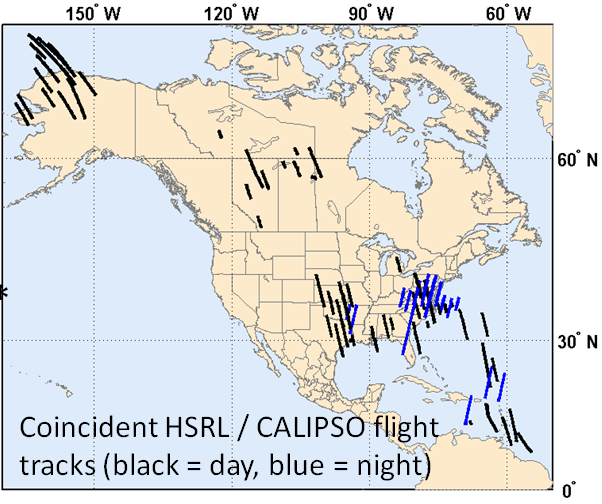 150° W 120° W 90° W 60° W
60° N
*
30° N
Coincident HSRL / CALIPSO flight
tracks (black = day, blue = night)
0°